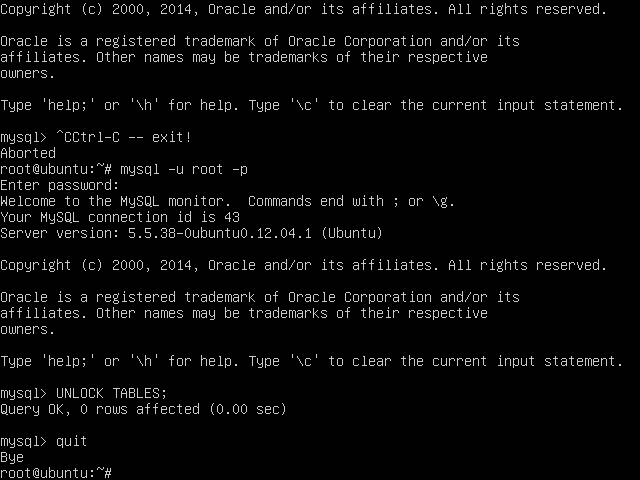 Copyright (c) 2000, 2014, Oracle and/or its affiliates. All rights reserved.
Oracle is a registered trademark of Oracle Corporation and/or its
affiliates. Other names may be trademarks of their respective
owners.
Type 'help;' or '\h' for help. Type '\c' to clear the current input statement.
mysql> ^CCtrl-C -- exit!
Aborted
root@ubuntu:~# mysql -u root -p
Enter password:
Welcome to the MySQL monitor.  Commands end with ; or \g.
Your MySQL connection id is 43
Server version: 5.5.38-0ubuntu0.12.04.1 (Ubuntu)
Copyright (c) 2000, 2014, Oracle and/or its affiliates. All rights reserved.
Oracle is a registered trademark of Oracle Corporation and/or its
affiliates. Other names may be trademarks of their respective
owners.
Type 'help;' or '\h' for help. Type '\c' to clear the current input statement.
mysql> UNLOCK TABLES;
Query OK, 0 rows affected (0.00 sec)
mysql> quit
Bye
root@ubuntu:~#